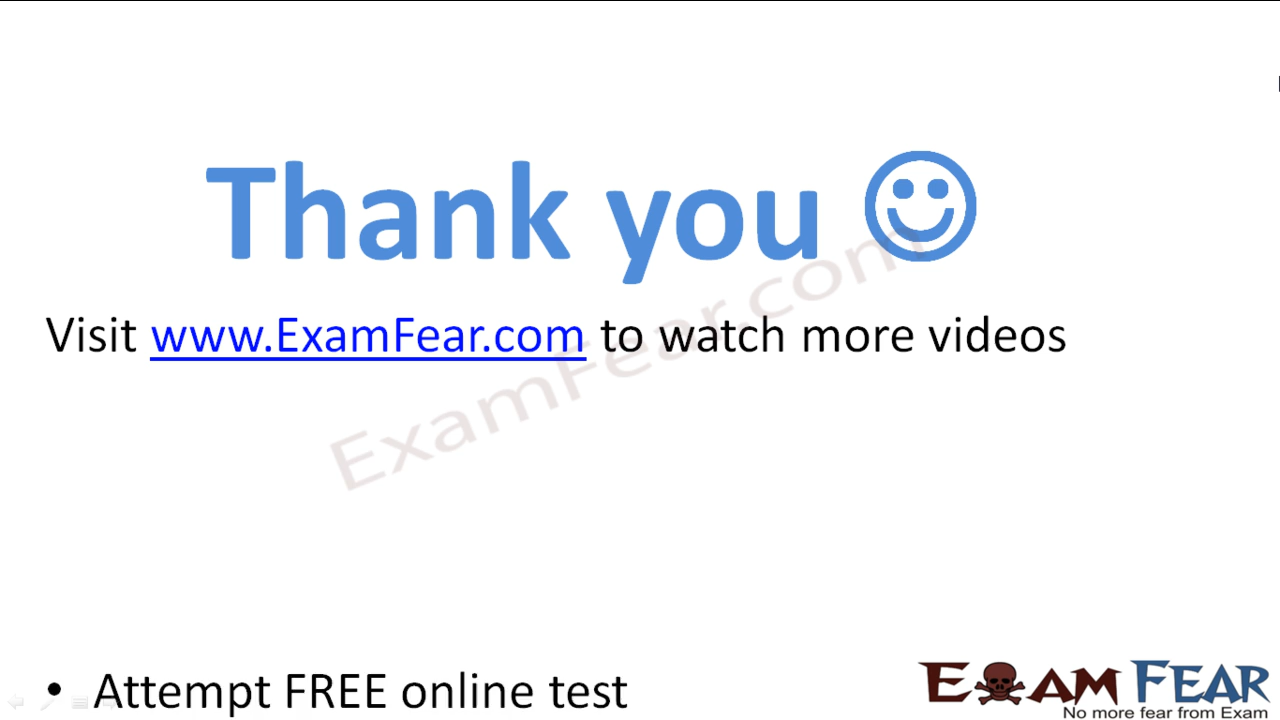 Thank you
Visit www.ExamFear.com to watch more videos
ExamFear.com
• Attempt FREE online test
EXAM FEAR
No more fear from Exam